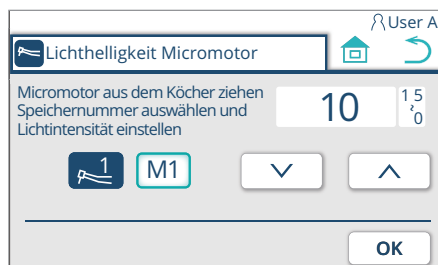 User A
Lichthelligkeit Micromotor
Micromotor aus dem Köcher ziehen
Speichernummer auswählen und
Lichtintensität einstellen
10
15
~
0
1
M1
OK